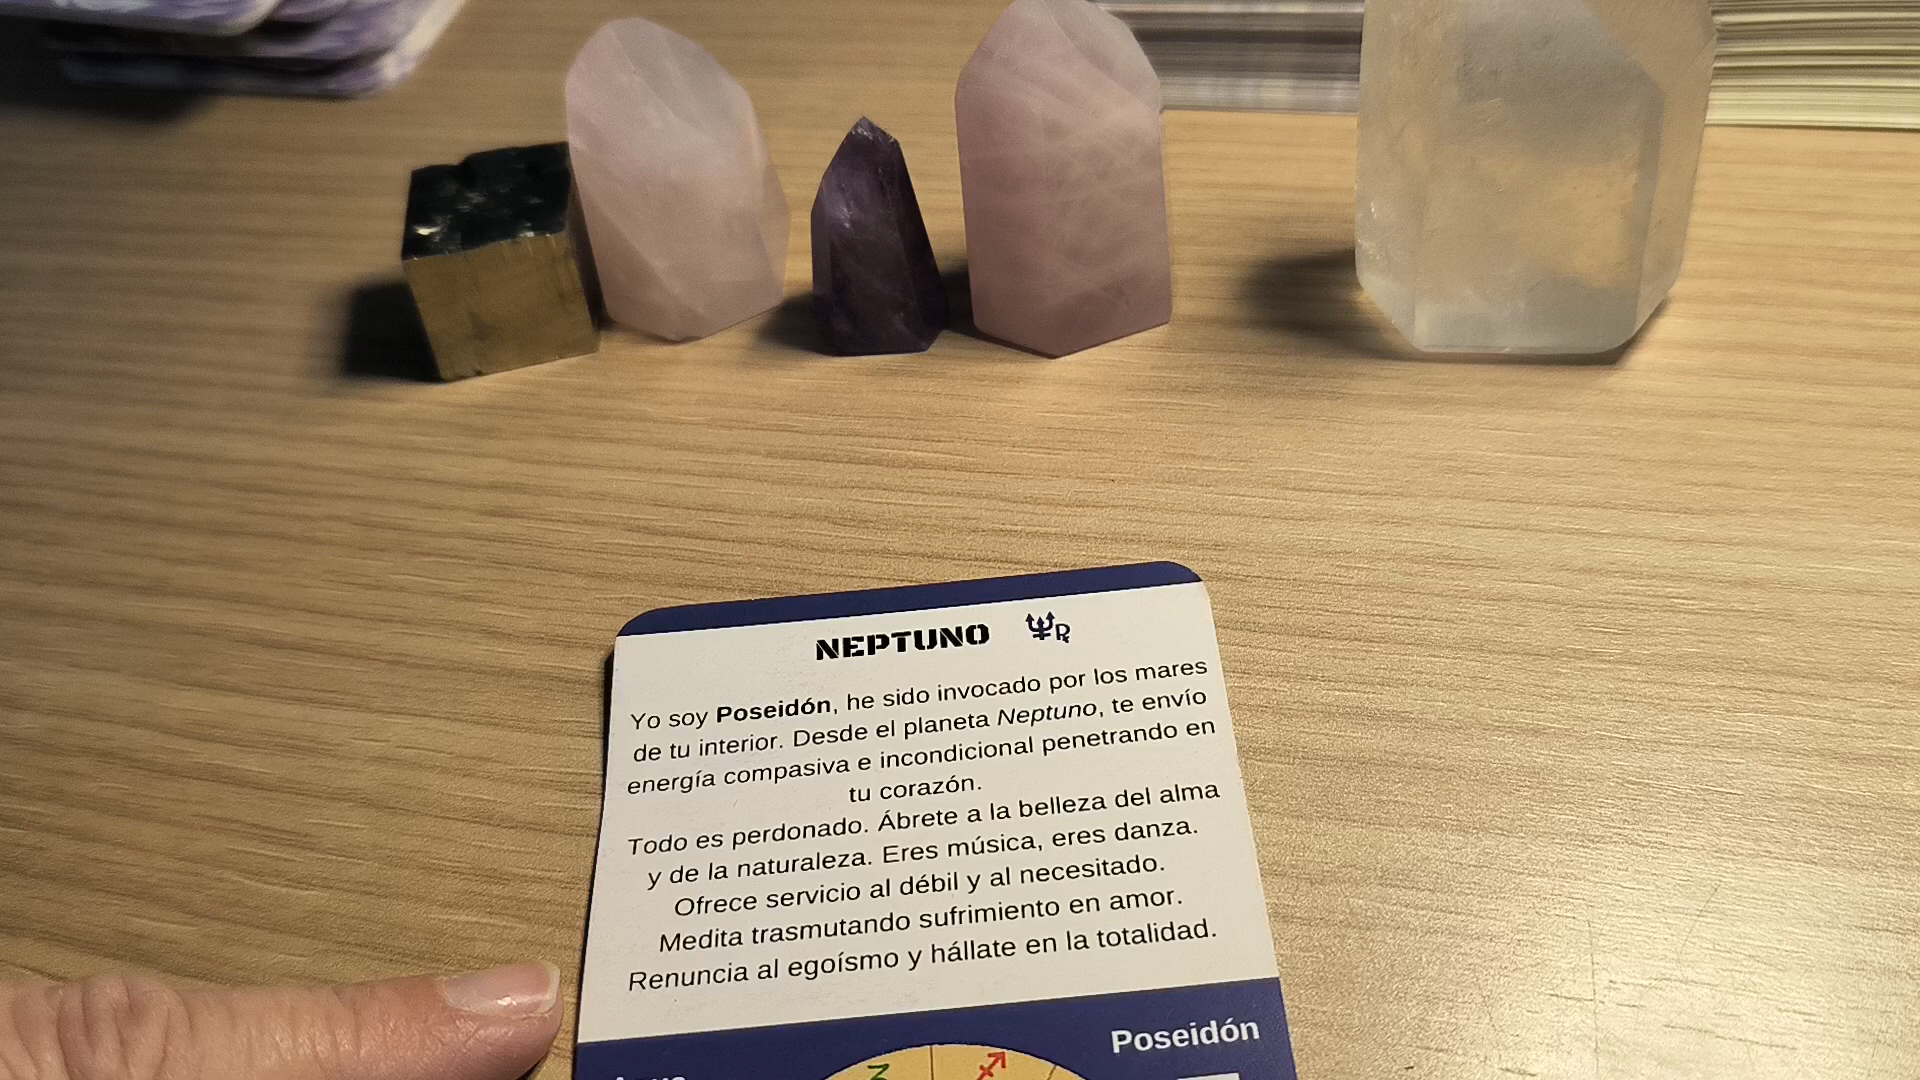 NEPTUNO
Yo soy Poseidón, he sido invocado por los mares
de tu interior. Desde el planeta Neptuno, te envío
energía compasiva e incondicional penetrando en
tu corazón.
Todo es perdonado. Ábrete a la belleza del alma
y de la naturaleza. Eres música, eres danza.
Ofrece servicio al débil y al necesitado.
Medita trasmutando sufrimiento en amor.
Renuncia al egoísmo y hállate en la totalidad.
Poseidón